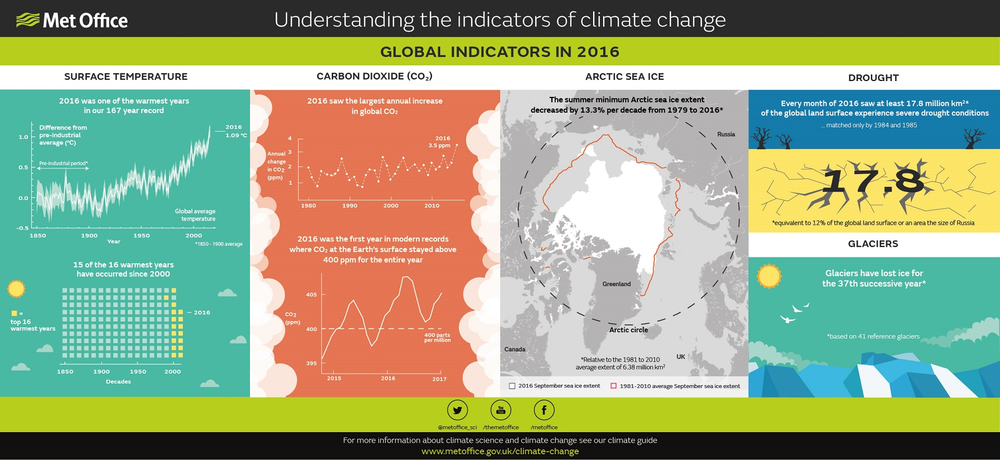 Met Office
Understanding the indicators of climate change
GLOBAL INDICATORS IN 2016
SURFACE TEMPERATURE
2016 was one of the warmest years
in our 167 year record
Difference from
pre-industrial
average (°C)
2016
1.09 °C
1.0
0.5
0.0
-0.5
Pre-industrial period*
Global average
temperature
1850
1900
1950
2000
Year
*1850 - 1900 average
15 of the 16 warmest years
have occurred since 2000
=
top 16
warmest years
2016
1850
1900
1950
2000
Decades
CARBON DIOXIDE (CO₂)
2016 saw the largest annual increase
in global CO₂
Annual
change
in CO₂
(ppm)
4
3
2
1
2016
3.5 ppm
1980
1990
2000
2010
2016 was the first year in modern records
where CO₂ at the Earth's surface stayed above
400 ppm for the entire year
CO₂
(ppm)
405
400
395
400 parts
per million
2015
2016
2017
ARCTIC SEA ICE
The summer minimum Arctic sea ice extent
decreased by 13.3% per decade from 1979 to 2016*
Russia
Greenland
Arctic circle
Canada
UK
*Relative to the 1981 to 2010
average extent of 6.38 million km²
2016 September sea ice extent
1981-2010 average September sea ice extent
DROUGHT
Every month of 2016 saw at least 17.8 million km²*
of the global land surface experience severe drought conditions
... matched only by 1984 and 1985
17.8
*equivalent to 12% of the global land surface or an area the size of Russia
GLACIERS
Glaciers have lost ice for
the 37th successive year*
*based on 41 reference glaciers
You
Tube
f
@metoffice_sci
/themetoffice
/metoffice
For more information about climate science and climate change see our climate guide
www.metoffice.gov.uk/climate-change